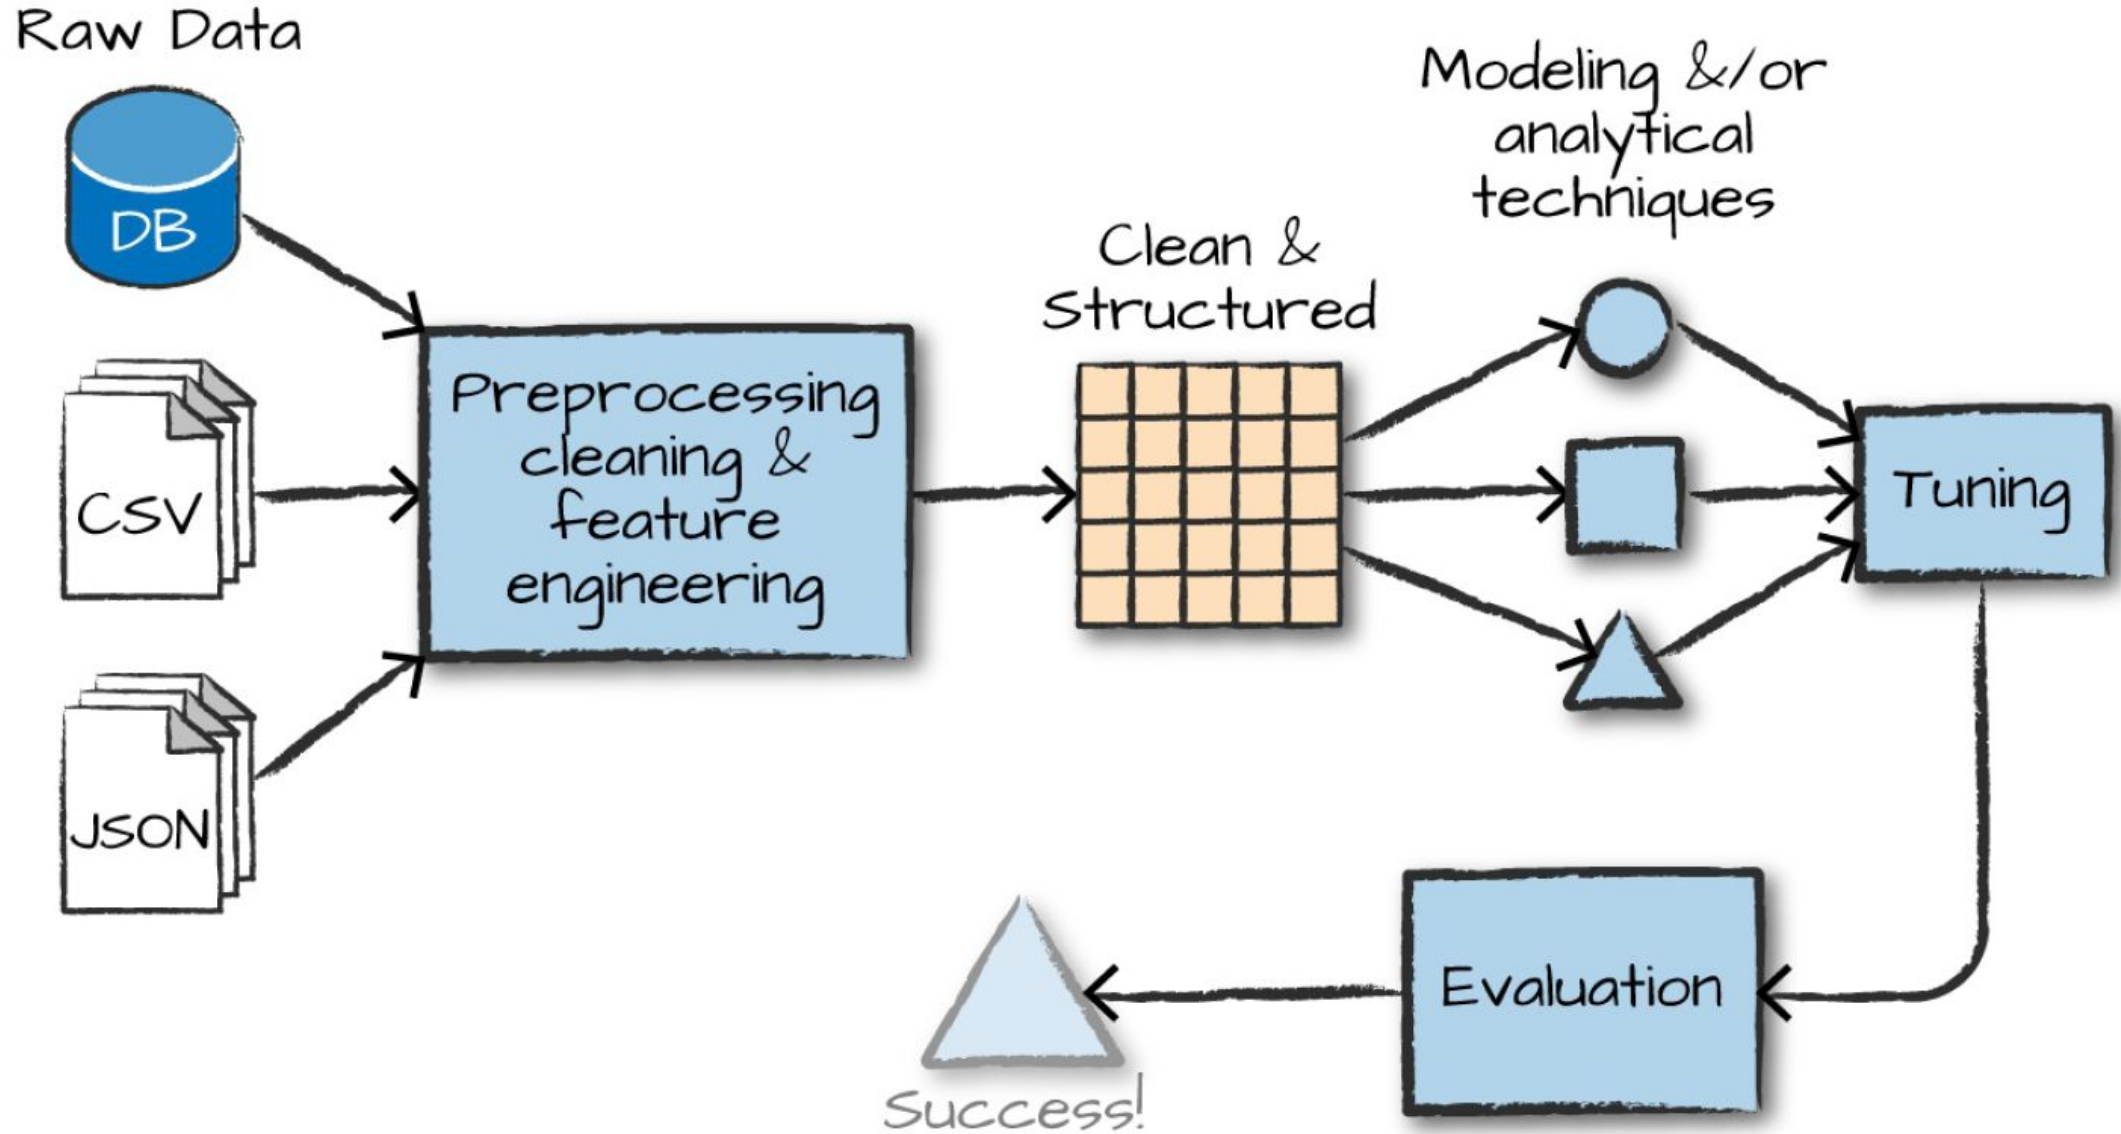 Raw Data
DB
CSV
JSON
Preprocessing
cleaning &
feature
engineering
Clean &
Structured
Modeling &/or
analytical
techniques
Tuning
Evaluation
Success!